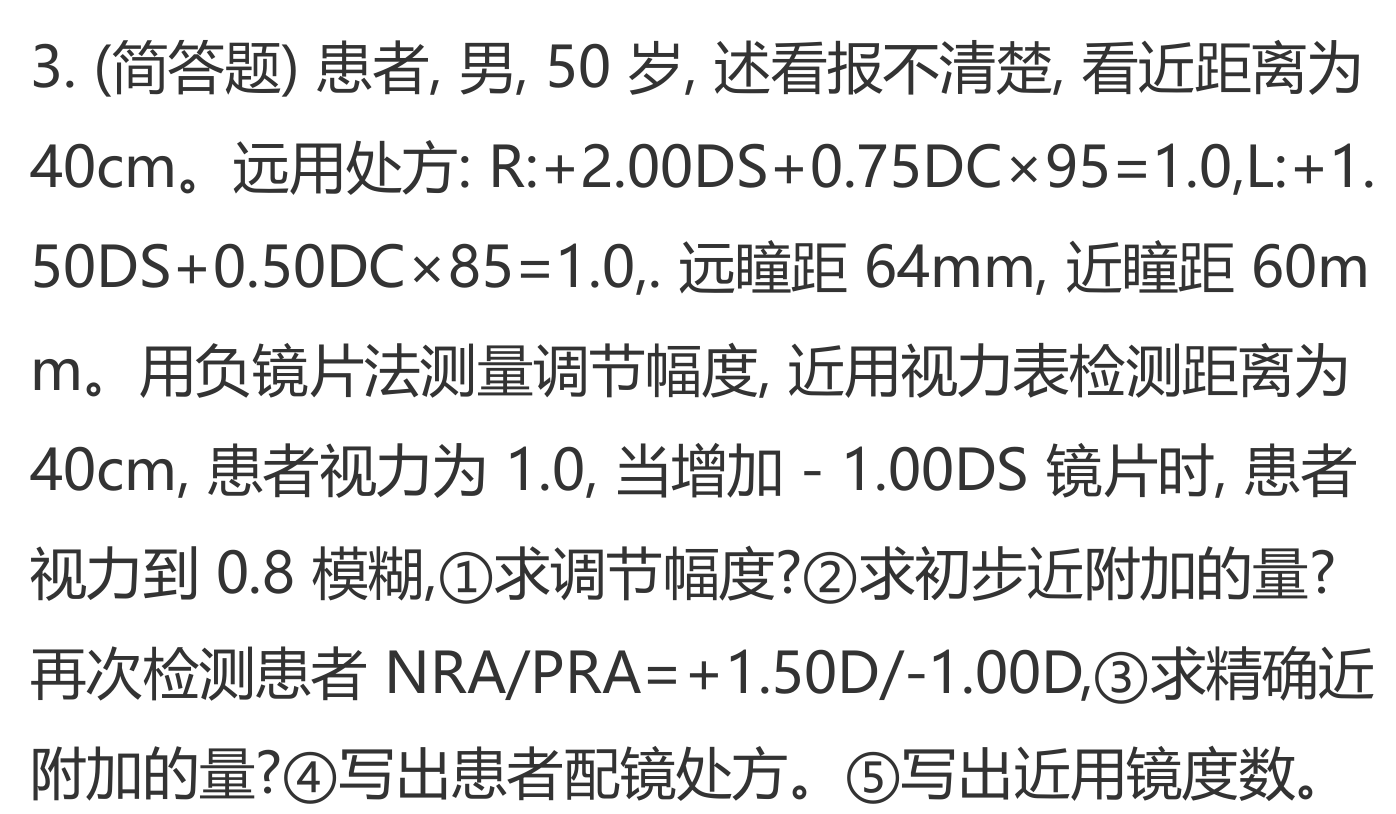 3. (简答题) 患者, 男, 50 岁, 述看报不清楚, 看近距离为
40cm。远用处方: R:+2.00DS+0.75DC×95=1.0,L:+1.
50DS+0.50DC×85=1.0,. 远瞳距 64mm, 近瞳距 60m
m。用负镜片法测量调节幅度, 近用视力表检测距离为
40cm, 患者视力为 1.0, 当增加 - 1.00DS 镜片时, 患者
视力到 0.8 模糊,①求调节幅度?②求初步近附加的量?
再次检测患者 NRA/PRA=+1.50D/-1.00D,③求精确近
附加的量?④写出患者配镜处方。⑤写出近用镜度数。